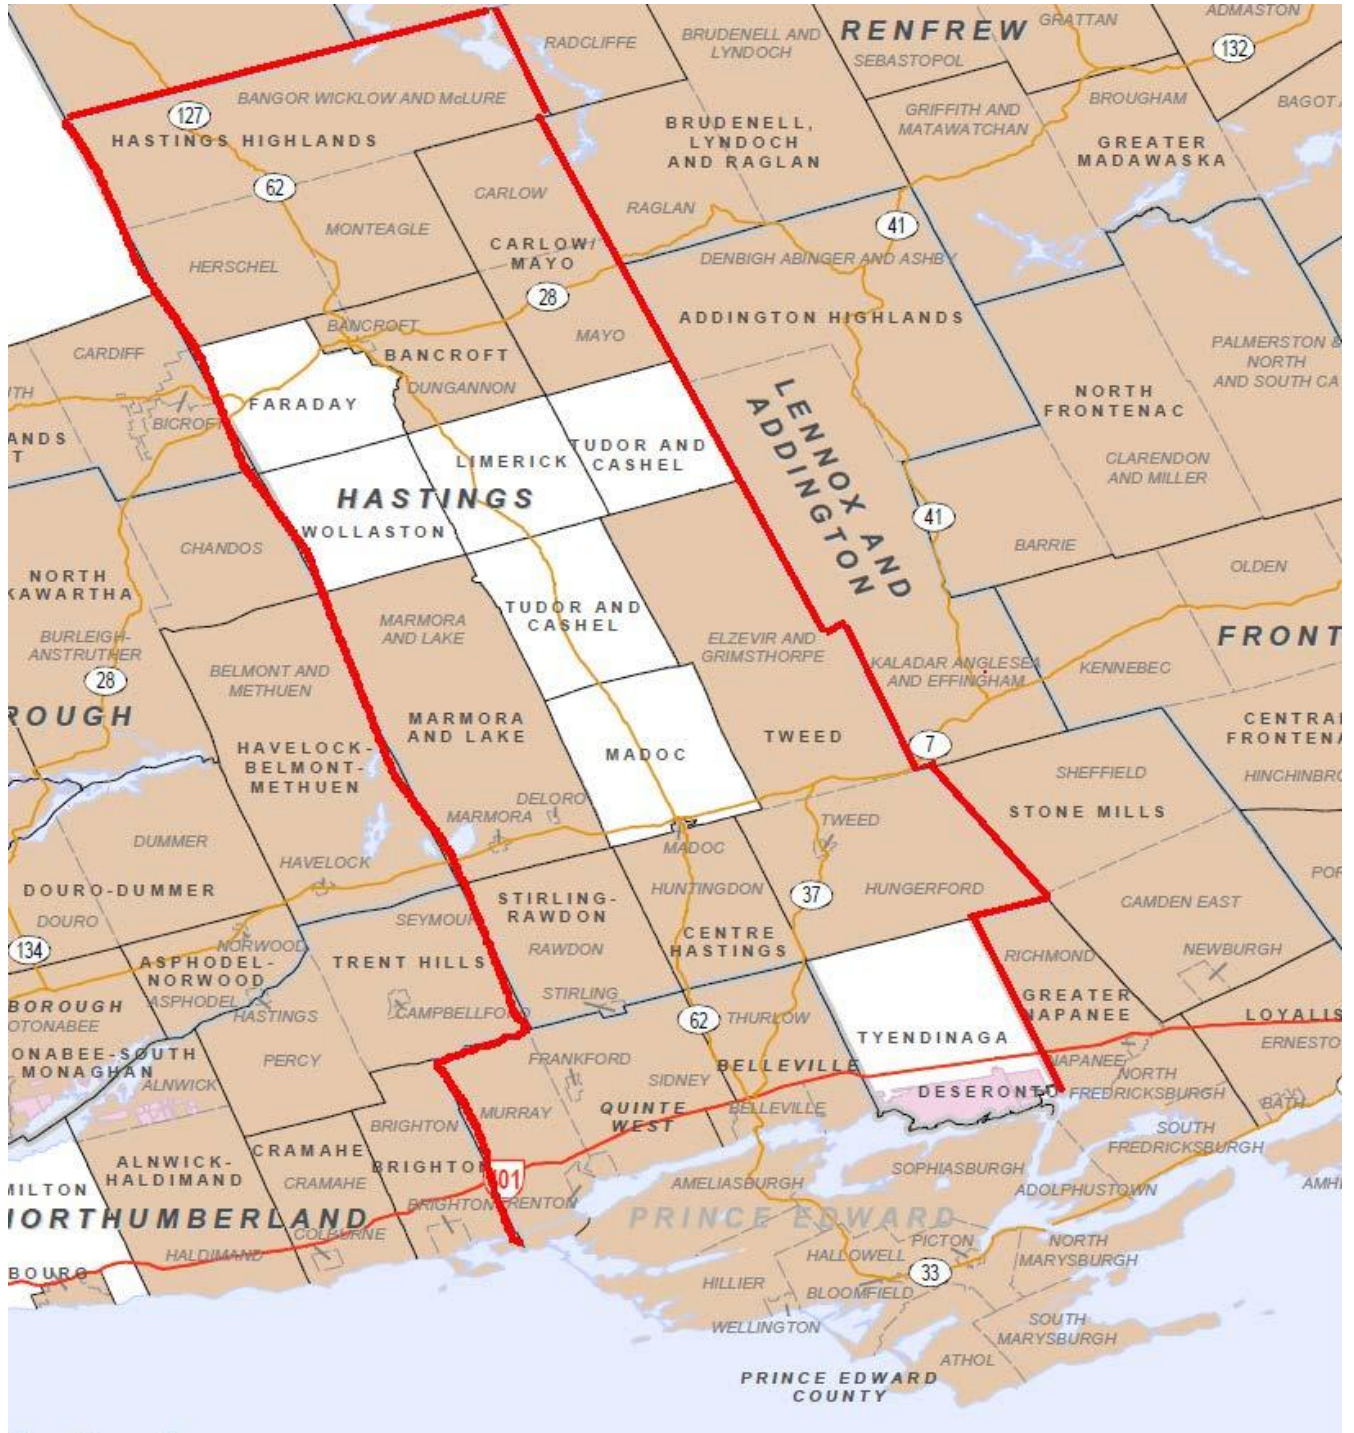 RADCLIFFE
BRUDENELL AND
LYNDOCH
RENFREW
GRATTAN
ADMASTON
SEBASTOPOL
132
127
BANGOR WICKLOW AND McLURE
HASTINGS HIGHLANDS
BRUDENELL,
LYNDOCH
AND RAGLAN
GRIFFITH AND
MATAWATCHAN
BROUGHAM
BAGOT
GREATER
MADAWASKA
62
CARLOW
RAGLAN
MONTEAGLE
41
CARLOW/
MAYO
HERSCHEL
DENBIGH ABINGER AND ASHBY
28
BANCROFT
ADDINGTON HIGHLANDS
MAYO
CARDIFF
BANCROFT
PALMERSTON &
NORTH
AND SOUTH CA
DUNGANNON
NORTH
FRONTENAC
FARADAY
BICROFT
LENNOX AND
ADDINGTON
ANDS
T
LIMERICK
TUDOR AND
CASHEL
CLARENDON
AND MILLER
HASTINGS
41
WOLLASTON
CHANDOS
BARRIE
OLDEN
NORTH
KAWARTHA
TUDOR AND
CASHEL
MARMORA
AND LAKE
BURLEIGH-
ANSTRUTHER
ELZEVIR AND
GRIMSTHORPE
FRONT
BELMONT AND
METHUEN
KALADAR ANGLESEA
AND EFFINGHAM
KENNEBEC
28
ROUGH
MARMORA
AND LAKE
CENTRAL
FRONTENA
TWEED
7
HAVELOCK-
BELMONT-
METHUEN
MADOC
SHEFFIELD
HINCHINBRO
DELORO
MARMORA
STONE MILLS
TWEED
DUMMER
MADOC
HAVELOCK
DOURO-DUMMER
HUNTINGDON
37
HUNGERFORD
STIRLING-
RAWDON
CAMDEN EAST
DOURO
SEYMOUR
CENTRE
HASTINGS
134
NORWOOD
RAWDON
NEWBURGH
RICHMOND
ASPHODEL-
NORWOOD
TRENT HILLS
STIRLING
GREATER
NAPANEE
BOROUGH
ASPHODEL
HASTINGS
CAMPBELLFORD
62
THURLOW
LOYALIS
OTONABEE
TYENDINAGA
ERNESTO
ONABEE-SOUTH
MONAGHAN
PERCY
FRANKFORD
BELLEVILLE
NAPANEE
ALNWICK
SIDNEY
NORTH
FREDRICKSBURGH
DESERONTO
MURRAY
QUINTE
WEST
BELLEVILLE
BATH
BRIGHTON
SOUTH
FREDRICKSBURGH
CRAMAHE
ALNWICK-
HALDIMAND
BRIGHTON
SOPHIASBURGH
MILTON
CRAMAHE
401
AMELIASBURGH
ADOLPHUSTOWN
AMH
BRIGHTON
TRENTON
NORTHUMBERLAND
PRINCE EDWARD
COLBURNE
PICTON
NORTH
MARYSBURGH
HALDIMAND
HALLOWELL
BOURG
33
HILLIER
BLOOMFIELD
WELLINGTON
SOUTH
MARYSBURGH
ATHOL
PRINCE EDWARD
COUNTY